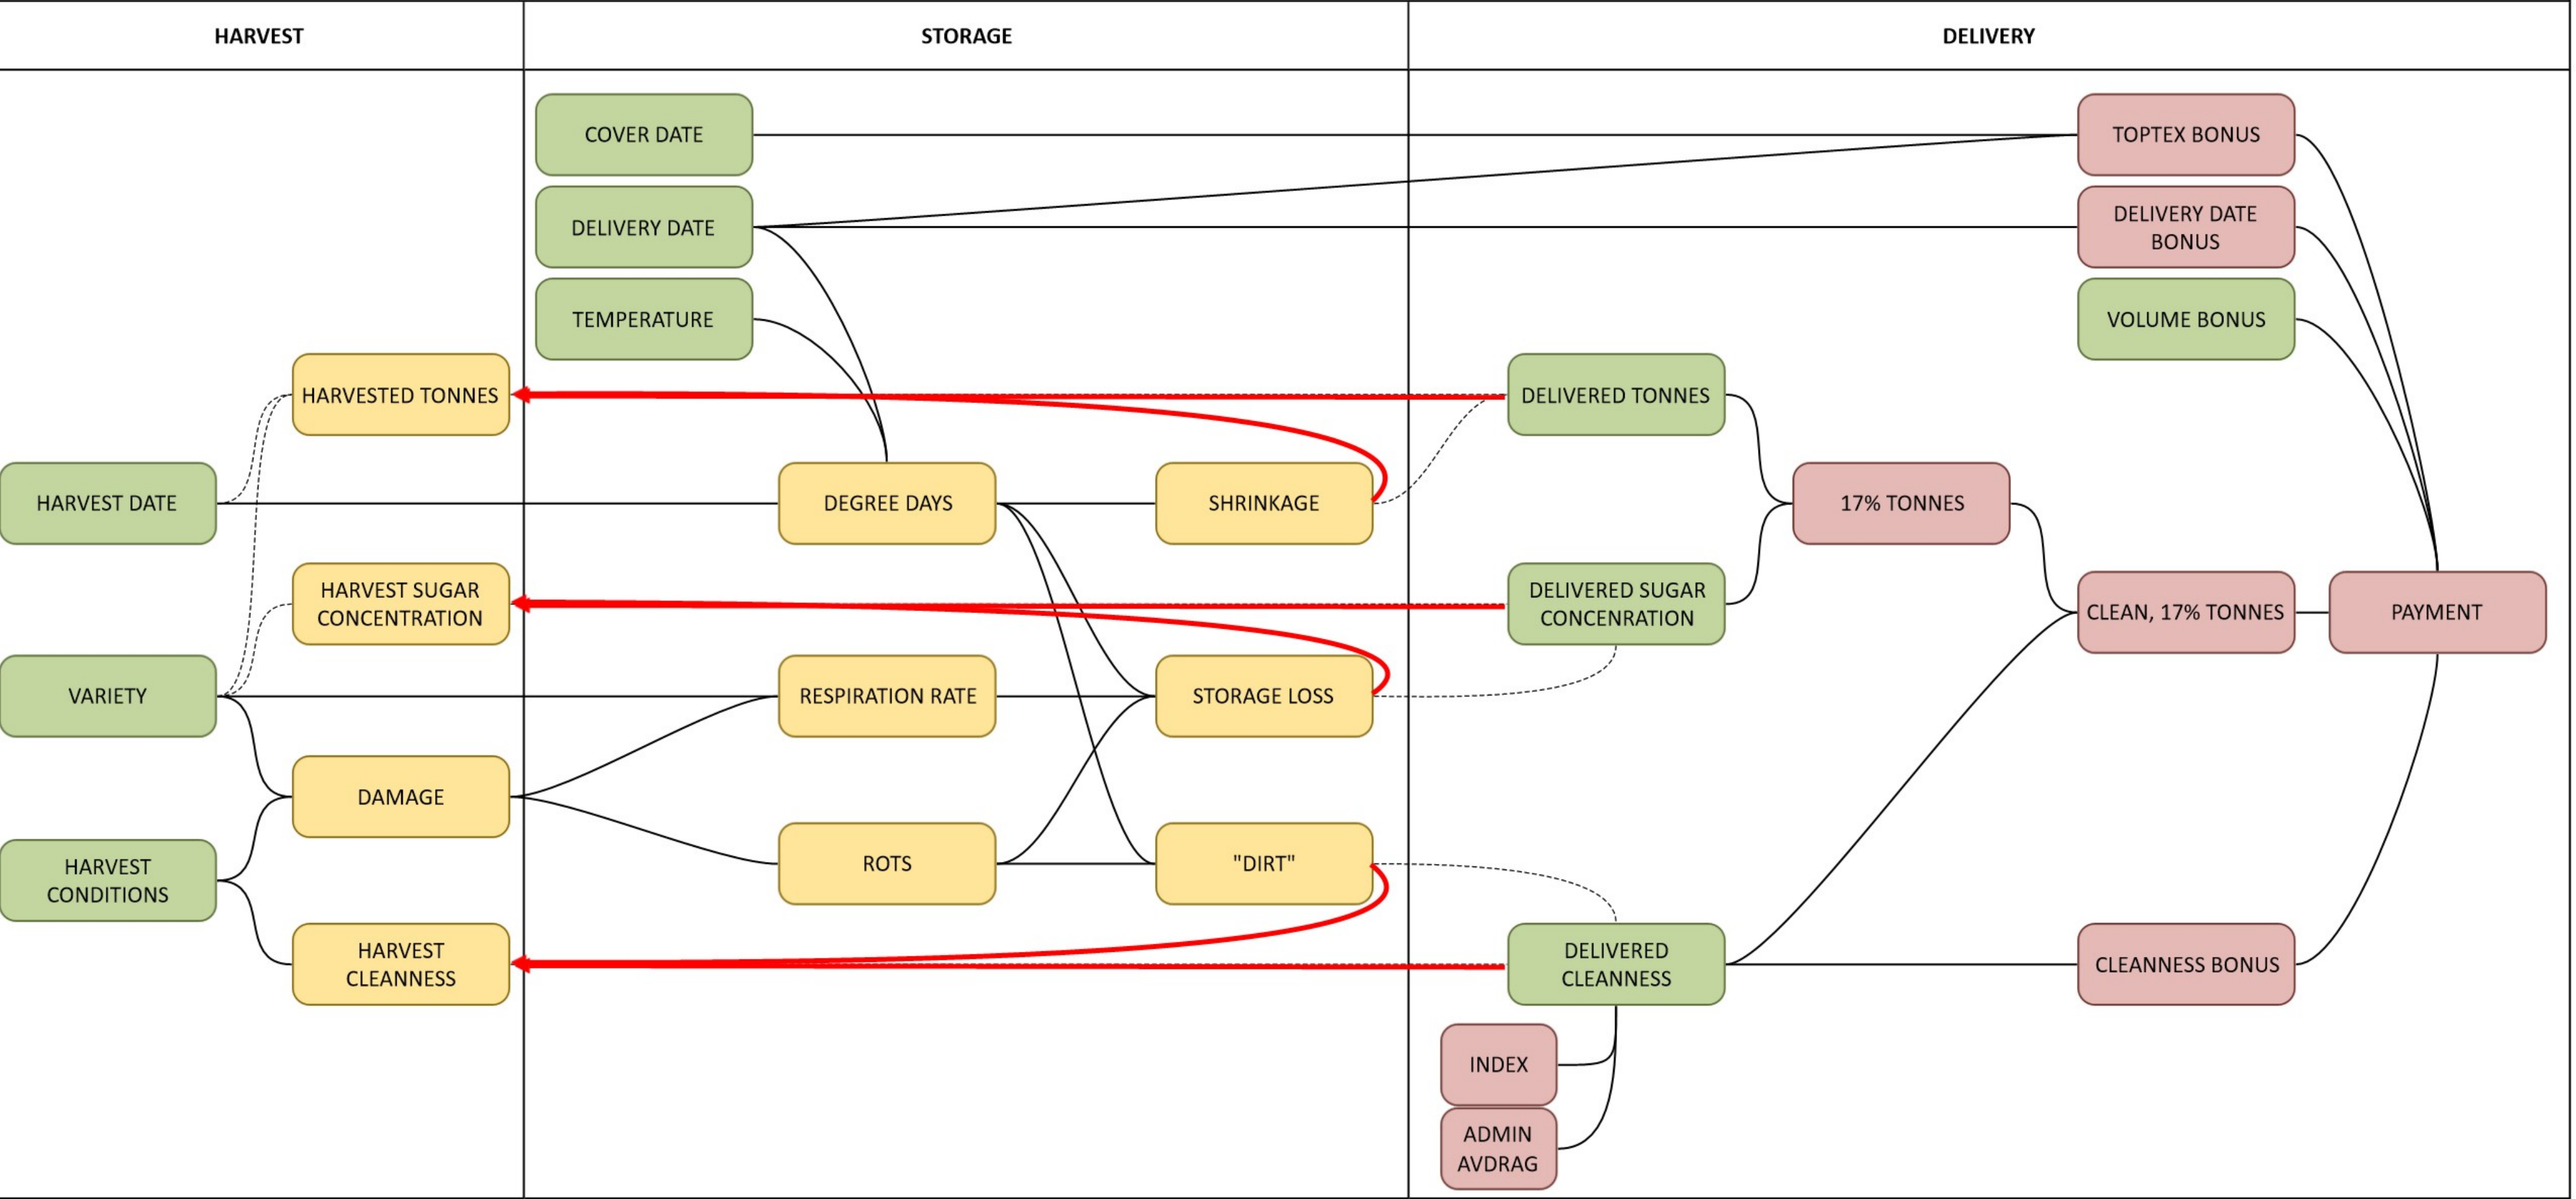 HARVEST
STORAGE
DELIVERY
COVER DATE
TOPTEX BONUS
DELIVERY DATE
DELIVERY DATE
BONUS
TEMPERATURE
VOLUME BONUS
HARVESTED TONNES
DELIVERED TONNES
HARVEST DATE
DEGREE DAYS
SHRINKAGE
17% TONNES
HARVEST SUGAR
CONCENTRATION
DELIVERED SUGAR
CONCENRATION
CLEAN, 17% TONNES
PAYMENT
VARIETY
RESPIRATION RATE
STORAGE LOSS
DAMAGE
HARVEST
CONDITIONS
ROTS
"DIRT"
HARVEST
CLEANNESS
DELIVERED
CLEANNESS
CLEANNESS BONUS
INDEX
ADMIN
AVDRAG